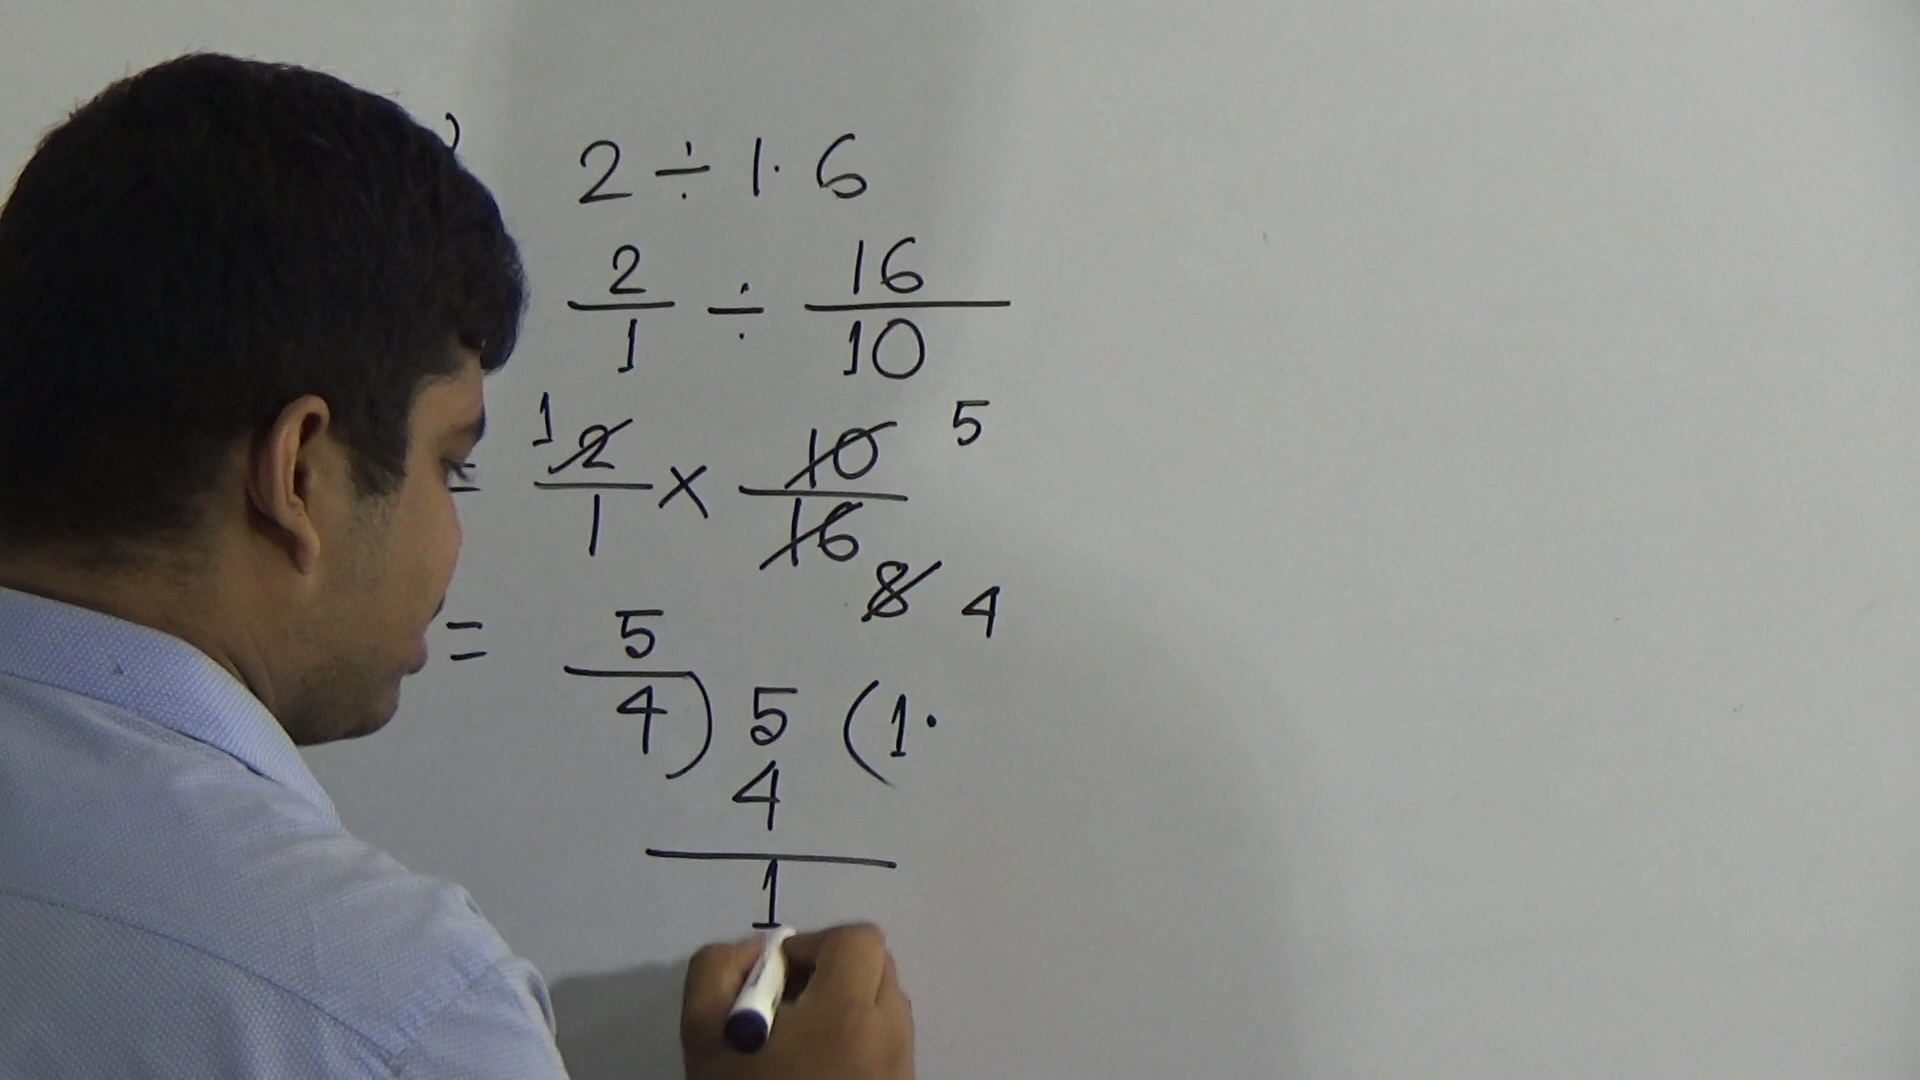 )
2 ÷ 1.6
2/1 ÷ 16/10
= 1 2/1 × 10/16 5
8 4
= 5/4 ) 5 ( 1.
4
1